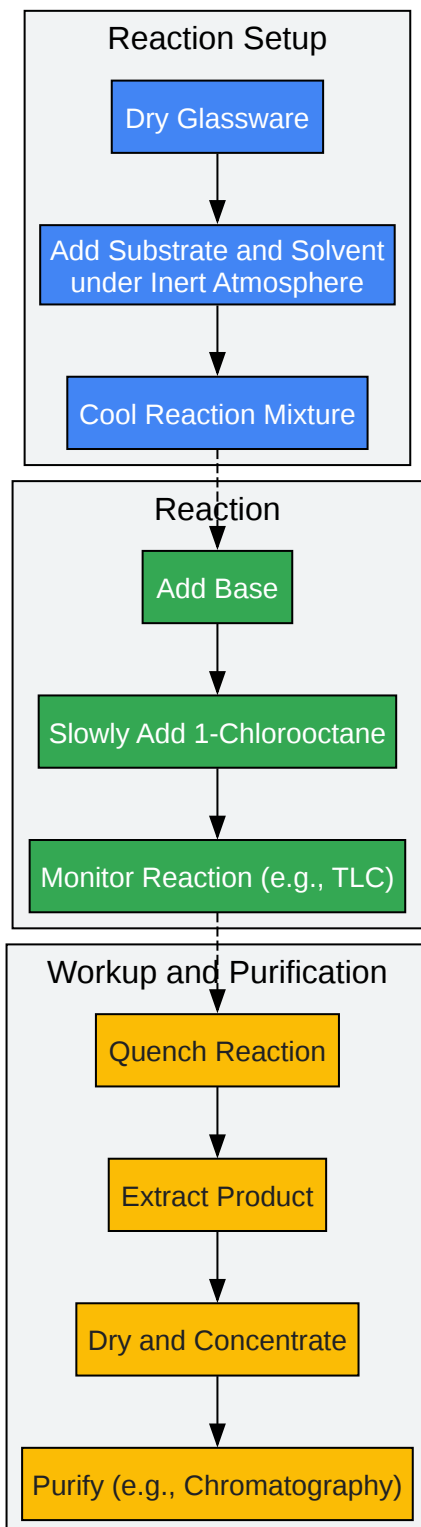 Reaction Setup
Dry Glassware
Add Substrate and Solvent
under Inert Atmosphere
Cool Reaction Mixture
Reaction
Add Base
Slowly Add 1-Chlorooctane
Monitor Reaction (e.g., TLC)
Workup and Purification
Quench Reaction
Extract Product
Dry and Concentrate
Purify (e.g., Chromatography)